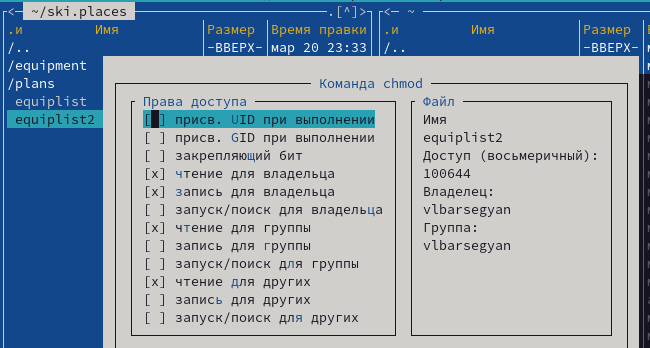 ~/ski.places .[^]> <─ ~
.и Имя Размер Время правки .и Имя Размер
/.. -ВВЕРХ- мар 20 23:33 /.. -ВВЕРХ-
/equipment
/plans
equiplist
equiplist2
Команда chmod
Права доступа
[ ] присв. UID при выполнении
[ ] присв. GID при выполнении
[ ] закрепляющий бит
[x] чтение для владельца
[x] запись для владельца
[ ] запуск/поиск для владельца
[x] чтение для группы
[ ] запись для группы
[ ] запуск/поиск для группы
[x] чтение для других
[ ] запись для других
[ ] запуск/поиск для других
Файл
Имя
equiplist2
Доступ (восьмеричный):
100644
Владелец:
vlbarsegyan
Группа:
vlbarsegyan